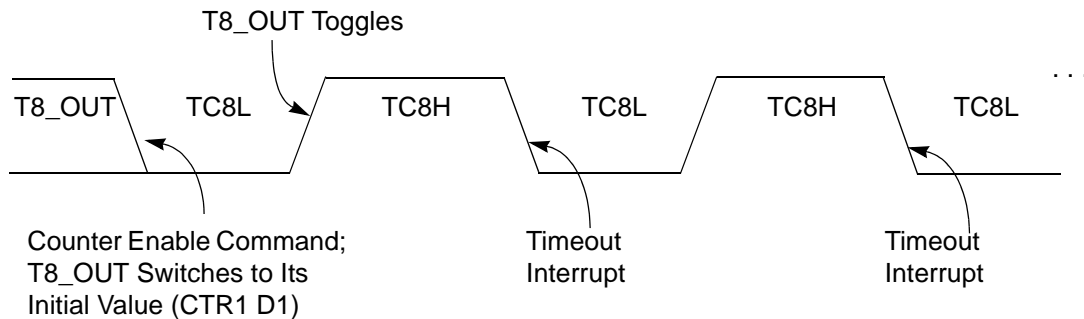 T8_OUT Toggles
. . .
T8_OUT TC8L TC8H TC8L TC8H TC8L
Counter Enable Command;
T8_OUT Switches to Its
Initial Value (CTR1 D1)
Timeout
Interrupt
Timeout
Interrupt